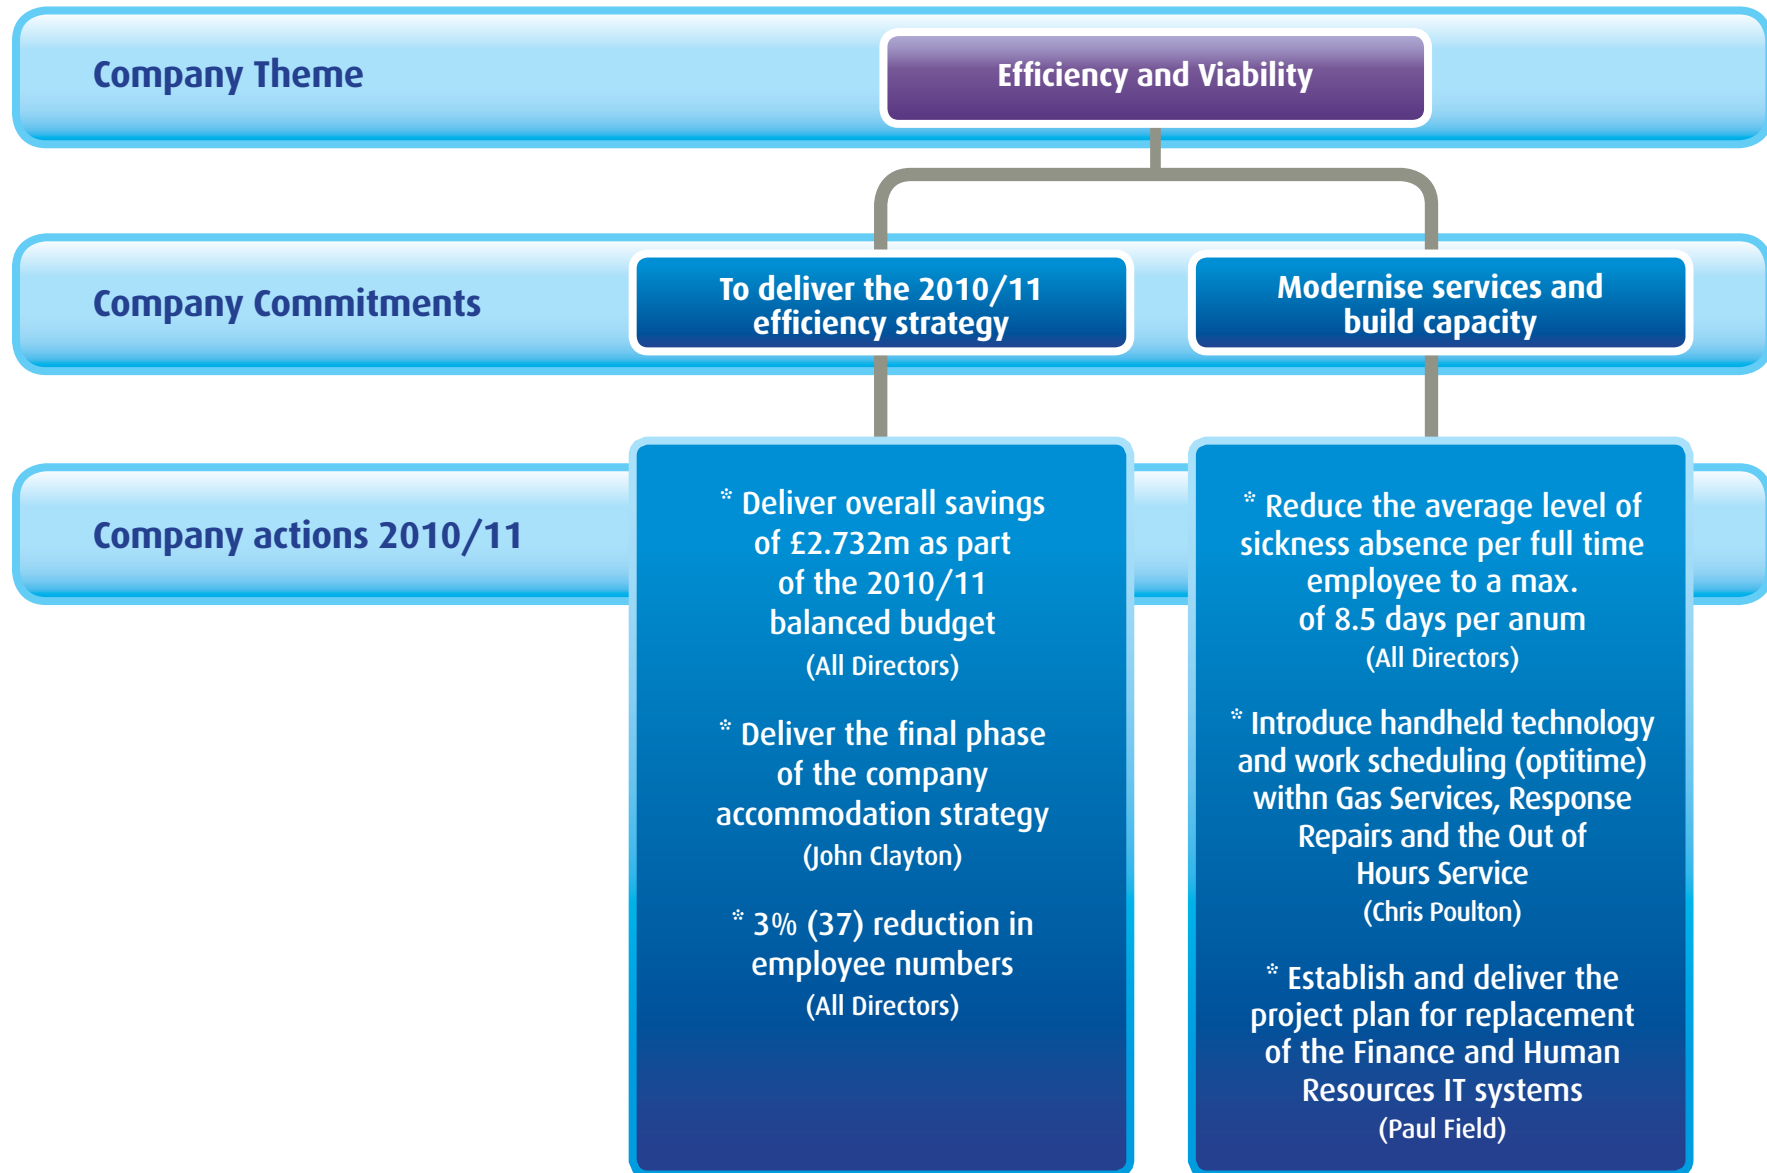 Company Theme
Efficiency and Viability
Company Commitments
To deliver the 2010/11
efficiency strategy
Modernise services and
build capacity
Company actions 2010/11
* Deliver overall savings
of £2.732m as part
of the 2010/11
balanced budget
(All Directors)
* Deliver the final phase
of the company
accommodation strategy
(John Clayton)
* 3% (37) reduction in
employee numbers
(All Directors)
* Reduce the average level of
sickness absence per full time
employee to a max.
of 8.5 days per anum
(All Directors)
* Introduce handheld technology
and work scheduling (optitime)
withn Gas Services, Response
Repairs and the Out of
Hours Service
(Chris Poulton)
* Establish and deliver the
project plan for replacement
of the Finance and Human
Resources IT systems
(Paul Field)